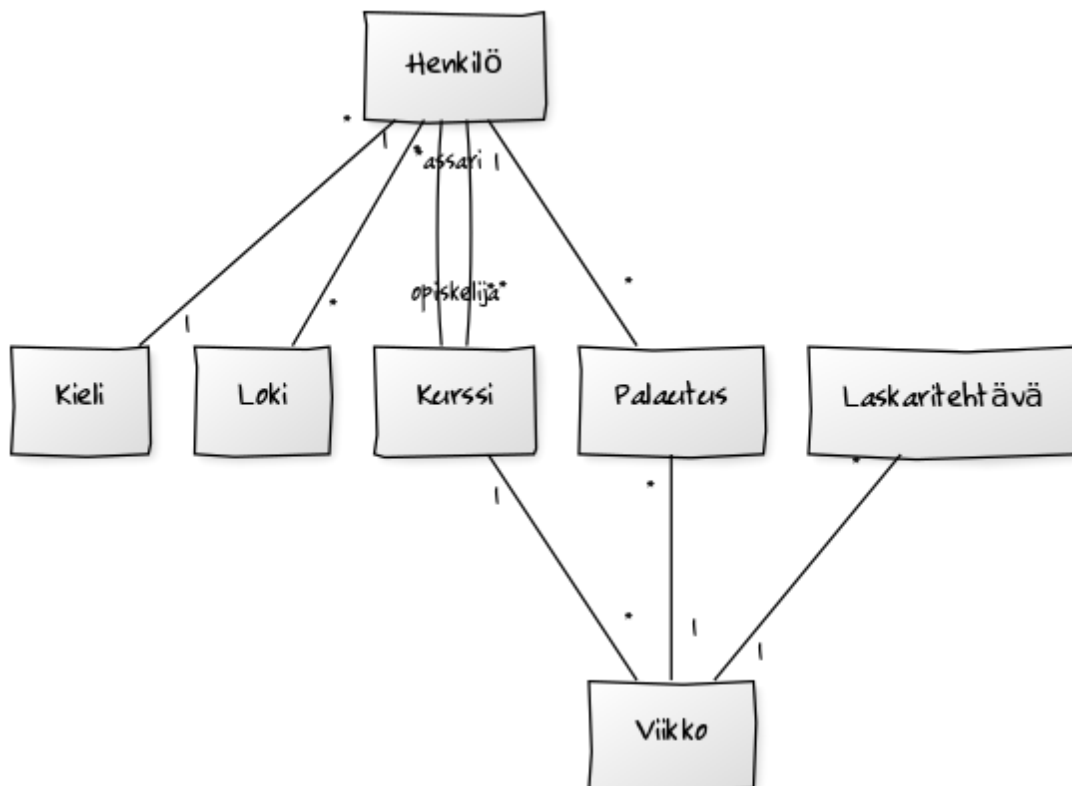 Henkilö
* 1
* assari 1
opiskelija * *
*
1 *
Kieli Loki Kurssi Palautus Laskaritehtävä
1 * *
* 1 1
Viikko